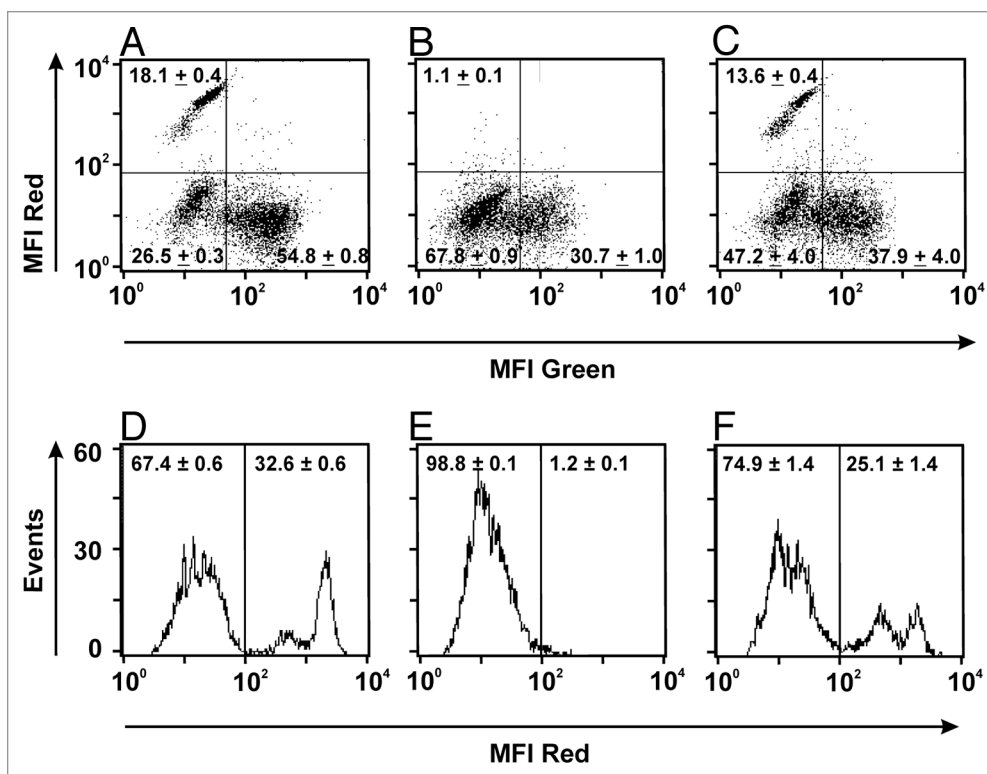 A B C
MFI Red
10⁴
10²
10⁰
18.1 ± 0.4
26.5 ± 0.3 54.8 ± 0.8
1.1 ± 0.1
67.8 ± 0.9 30.7 ± 1.0
13.6 ± 0.4
47.2 ± 4.0 37.9 ± 4.0
10⁰ 10² 10⁴ 10⁰ 10² 10⁴ 10⁰ 10² 10⁴
MFI Green
D E F
Events
60
30
0
67.4 ± 0.6 32.6 ± 0.6
98.8 ± 0.1 1.2 ± 0.1
74.9 ± 1.4 25.1 ± 1.4
10⁰ 10² 10⁴ 10⁰ 10² 10⁴ 10⁰ 10² 10⁴
MFI Red